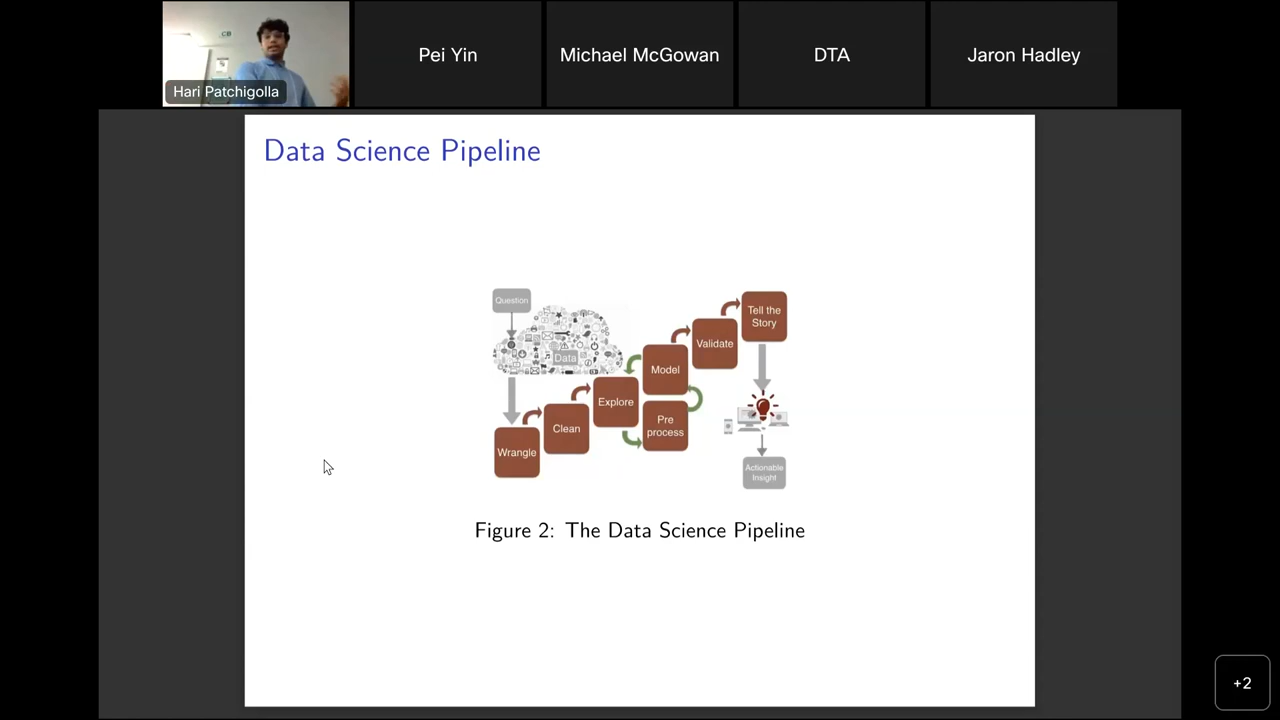 Hari Patchigolla
Pei Yin
Michael McGowan
DTA
Jaron Hadley
Data Science Pipeline
Question
Data
Wrangle
Clean
Explore
Pre
process
Model
Validate
Tell the
Story
Actionable
Insight
Figure 2: The Data Science Pipeline
+2